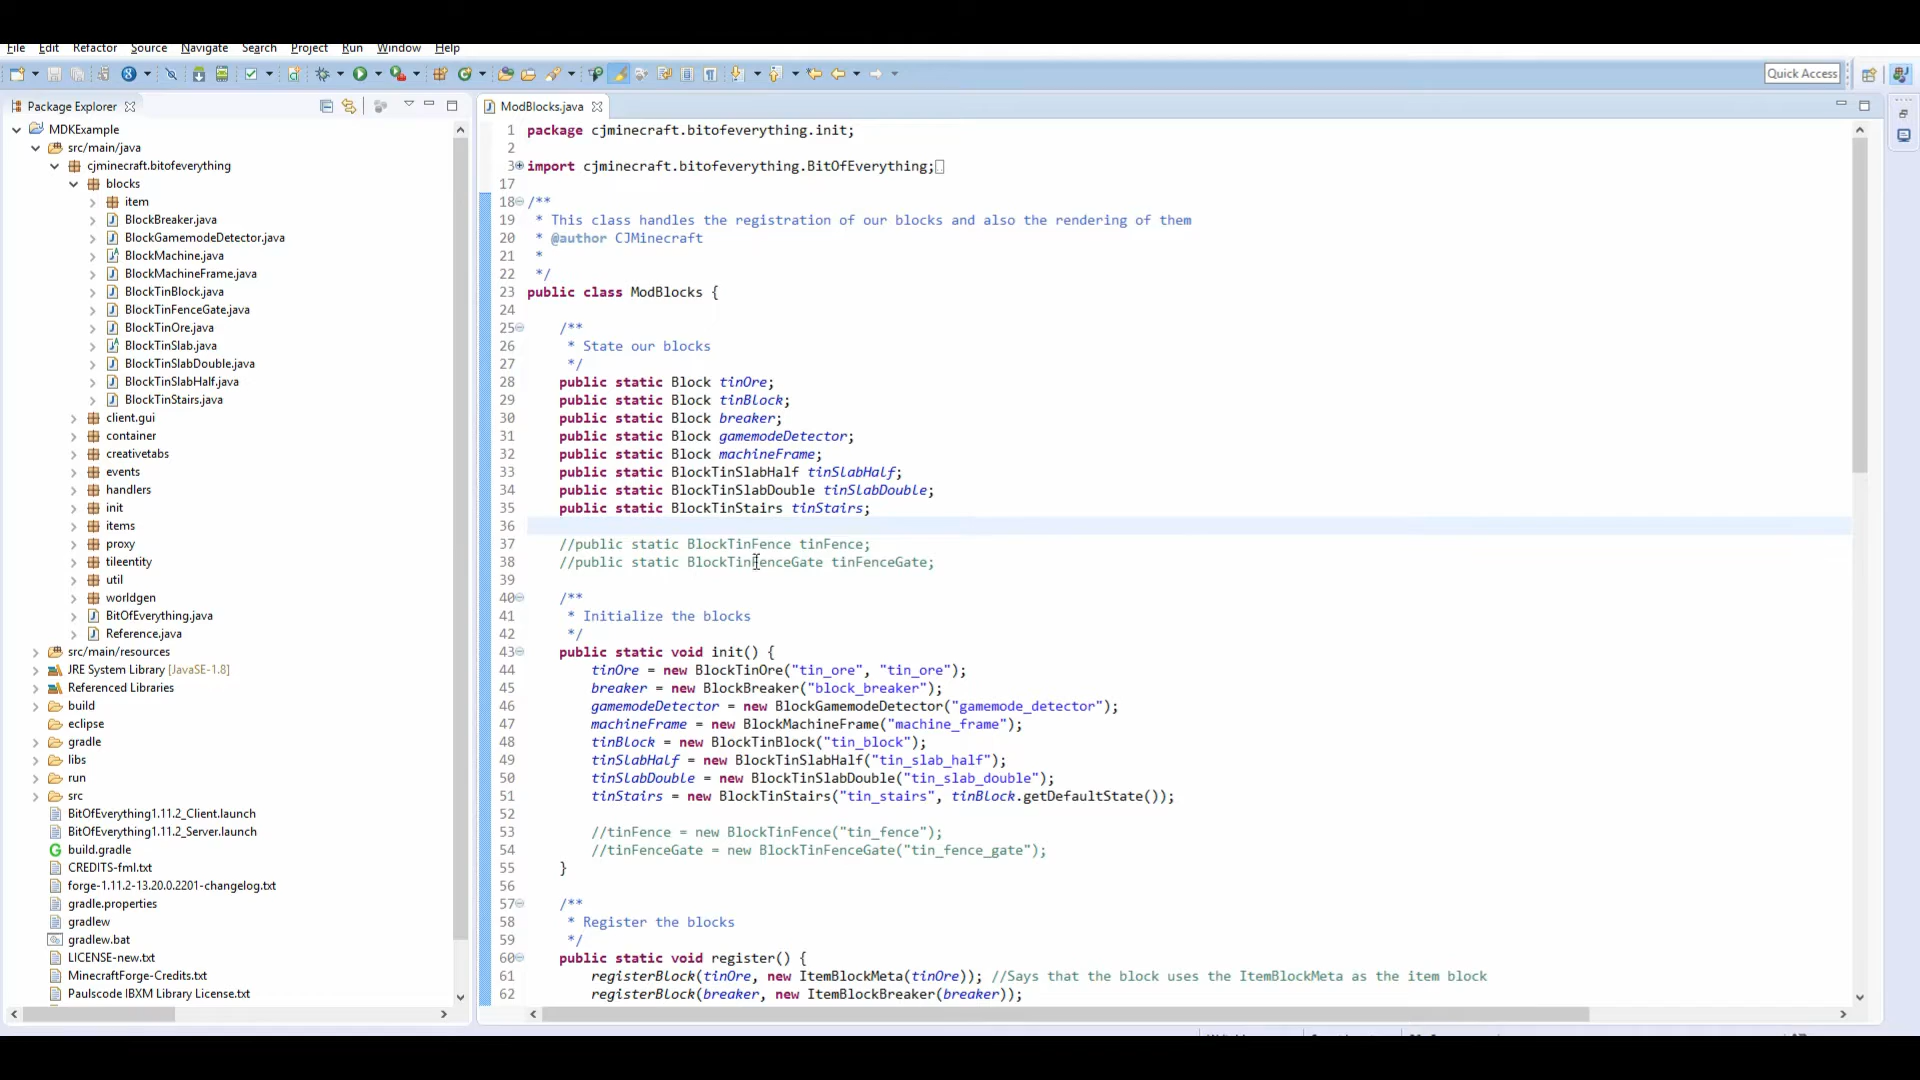 File Edit Refactor Source Navigate Search Project Run Window Help
Quick Access
Package Explorer
MDKExample
src/main/java
cjminecraft.bitofeverything
blocks
item
BlockBreaker.java
BlockGamemodeDetector.java
BlockMachine.java
BlockMachineFrame.java
BlockTinBlock.java
BlockTinFenceGate.java
BlockTinOre.java
BlockTinSlab.java
BlockTinSlabDouble.java
BlockTinSlabHalf.java
BlockTinStairs.java
client.gui
container
creativetabs
events
handlers
init
items
proxy
tileentity
util
worldgen
BitOfEverything.java
Reference.java
src/main/resources
JRE System Library [JavaSE-1.8]
Referenced Libraries
build
eclipse
gradle
libs
run
src
BitOfEverything1.11.2_Client.launch
BitOfEverything1.11.2_Server.launch
build.gradle
CREDITS-fml.txt
forge-1.11.2-13.20.0.2201-changelog.txt
gradle.properties
gradlew
gradlew.bat
LICENSE-new.txt
MinecraftForge-Credits.txt
Paulscode IBXM Library License.txt
ModBlocks.java
1 package cjminecraft.bitofeverything.init;
2
3 import cjminecraft.bitofeverything.BitOfEverything;
17
18 /**
19 * This class handles the registration of our blocks and also the rendering of them
20 * @author CJMinecraft
21 *
22 */
23 public class ModBlocks {
24
25 /**
26 * State our blocks
27 */
28 public static Block tinOre;
29 public static Block tinBlock;
30 public static Block breaker;
31 public static Block gamemodeDetector;
32 public static Block machineFrame;
33 public static BlockTinSlabHalf tinSlabHalf;
34 public static BlockTinSlabDouble tinSlabDouble;
35 public static BlockTinStairs tinStairs;
36
37 //public static BlockTinFence tinFence;
38 //public static BlockTinFenceGate tinFenceGate;
39
40 /**
41 * Initialize the blocks
42 */
43 public static void init() {
44 tinOre = new BlockTinOre("tin_ore", "tin_ore");
45 breaker = new BlockBreaker("block_breaker");
46 gamemodeDetector = new BlockGamemodeDetector("gamemode_detector");
47 machineFrame = new BlockMachineFrame("machine_frame");
48 tinBlock = new BlockTinBlock("tin_block");
49 tinSlabHalf = new BlockTinSlabHalf("tin_slab_half");
50 tinSlabDouble = new BlockTinSlabDouble("tin_slab_double");
51 tinStairs = new BlockTinStairs("tin_stairs", tinBlock.getDefaultState());
52
53 //tinFence = new BlockTinFence("tin_fence");
54 //tinFenceGate = new BlockTinFenceGate("tin_fence_gate");
55 }
56
57 /**
58 * Register the blocks
59 */
60 public static void register() {
61 registerBlock(tinOre, new ItemBlockMeta(tinOre)); //Says that the block uses the ItemBlockMeta as the item block
62 registerBlock(breaker, new ItemBlockBreaker(breaker));